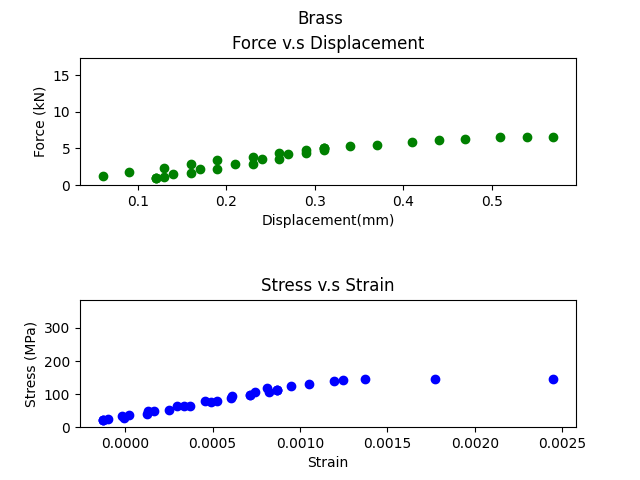 Brass
Force v.s Displacement
15
10
5
0
Force (kN)
0.1 0.2 0.3 0.4 0.5
Displacement(mm)
Stress v.s Strain
300
200
100
0
Stress (MPa)
0.0000 0.0005 0.0010 0.0015 0.0020 0.0025
Strain